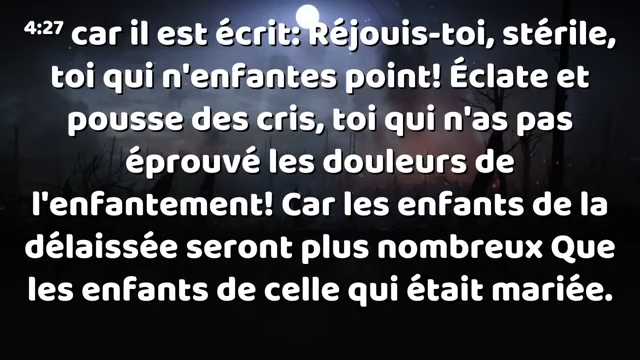 4:27 car il est écrit: Réjouis-toi, stérile,
toi qui n'enfantes point! Éclate et
pousse des cris, toi qui n'as pas
éprouvé les douleurs de
l'enfantement! Car les enfants de la
délaissée seront plus nombreux Que
les enfants de celle qui était mariée.